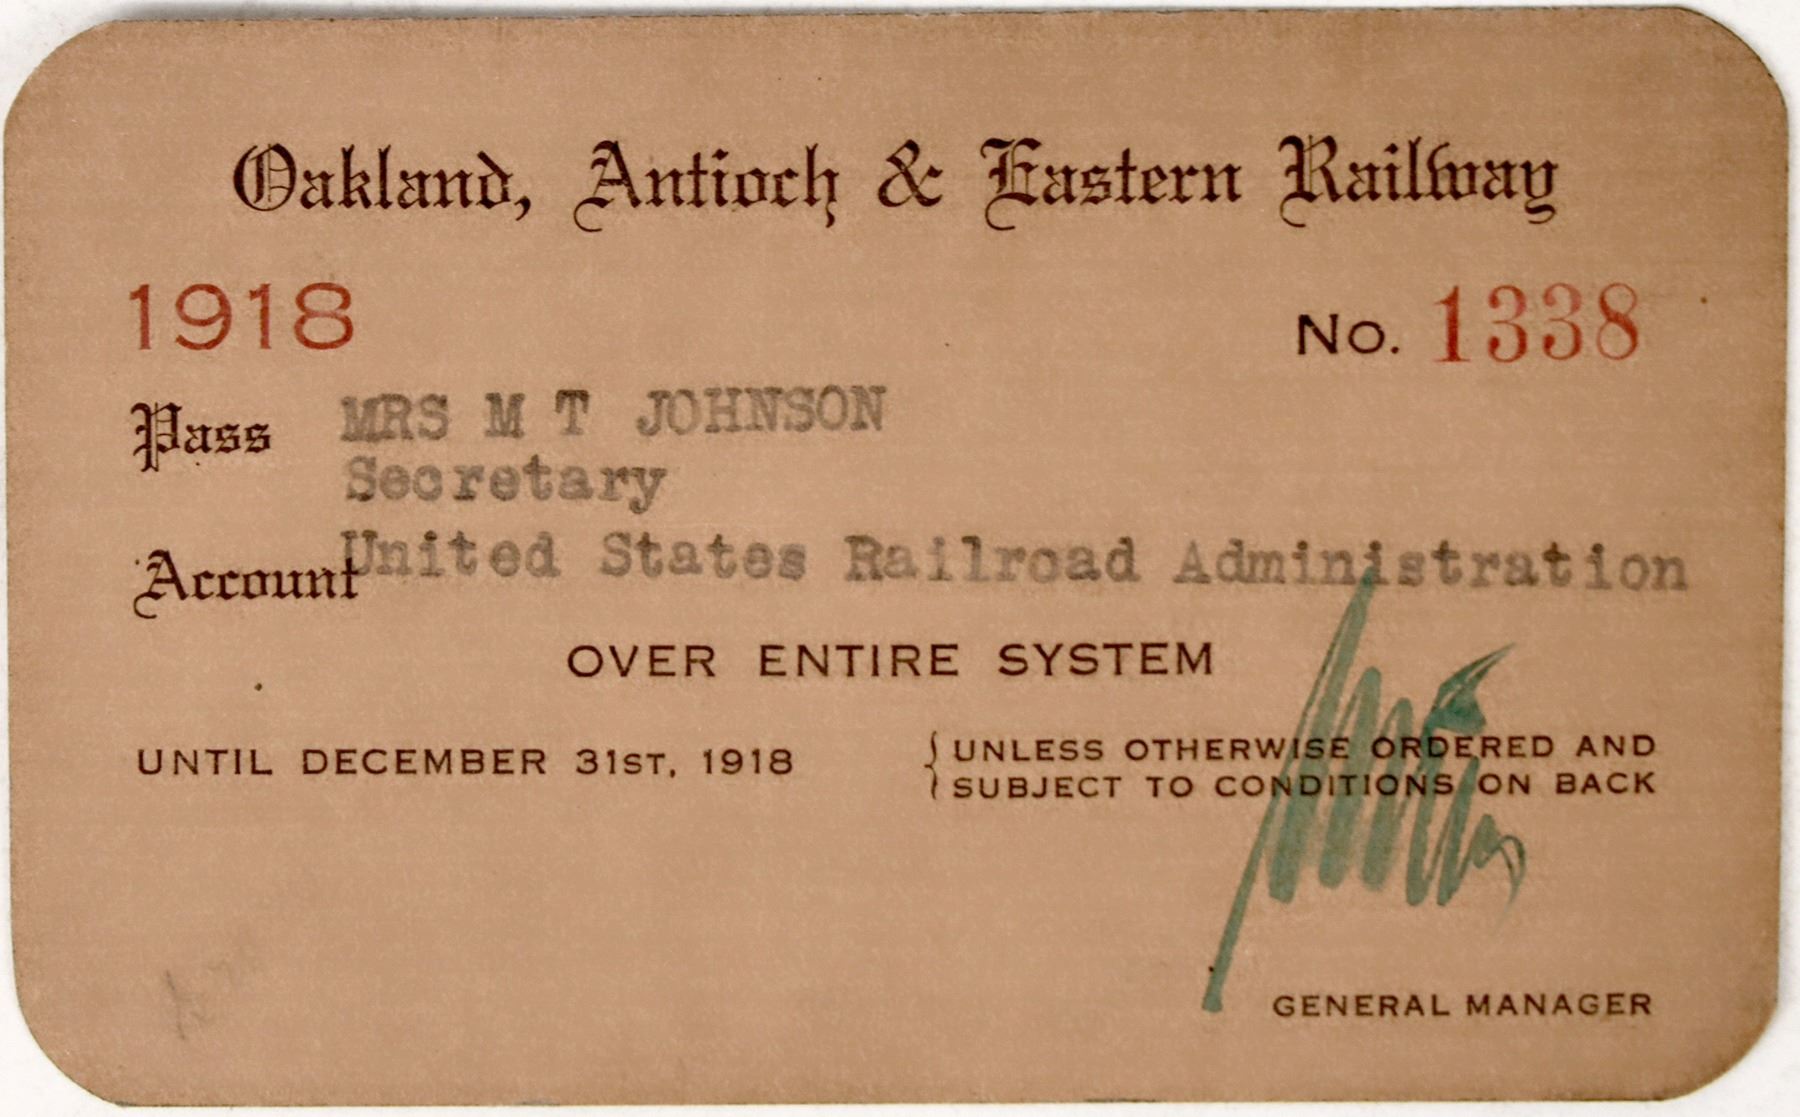 Oakland, Antioch & Eastern Railway
1918 No. 1338
Pass MRS M T JOHNSON
Secretary
Account United States Railroad Administration
OVER ENTIRE SYSTEM
UNTIL DECEMBER 31ST, 1918 { UNLESS OTHERWISE ORDERED AND
SUBJECT TO CONDITIONS ON BACK
GENERAL MANAGER